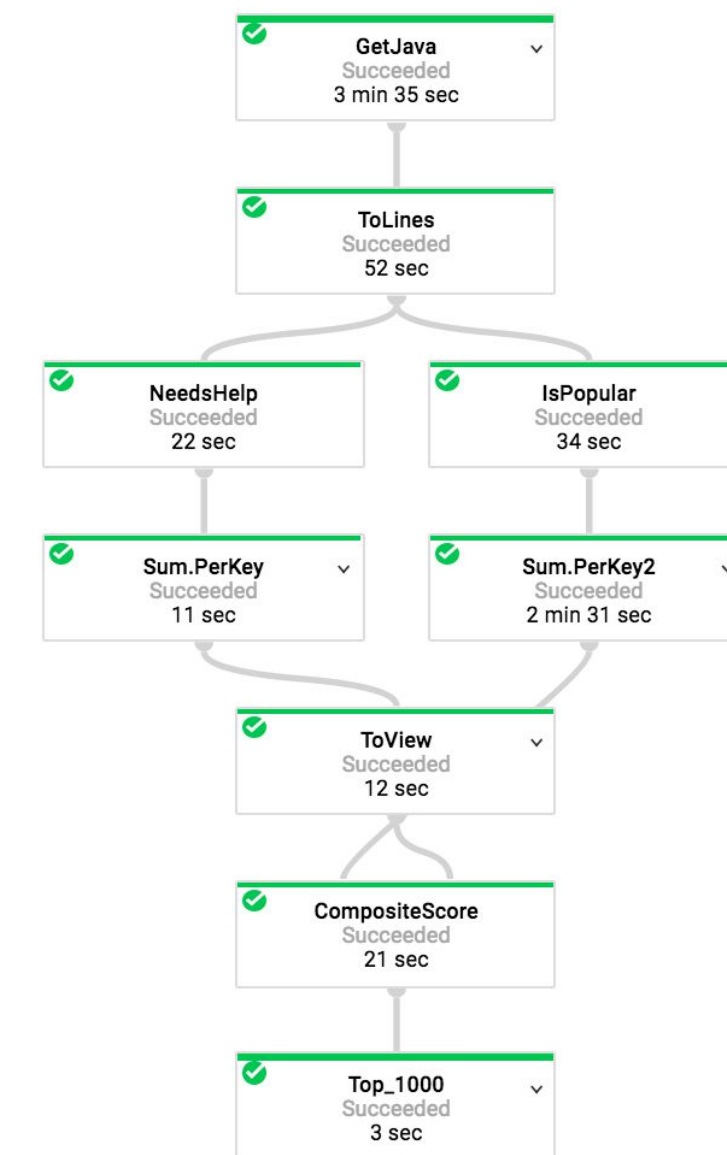 GetJava
Succeeded
3 min 35 sec
ToLines
Succeeded
52 sec
NeedsHelp
Succeeded
22 sec
IsPopular
Succeeded
34 sec
Sum.PerKey
Succeeded
11 sec
Sum.PerKey2
Succeeded
2 min 31 sec
ToView
Succeeded
12 sec
CompositeScore
Succeeded
21 sec
Top_1000
Succeeded
3 sec